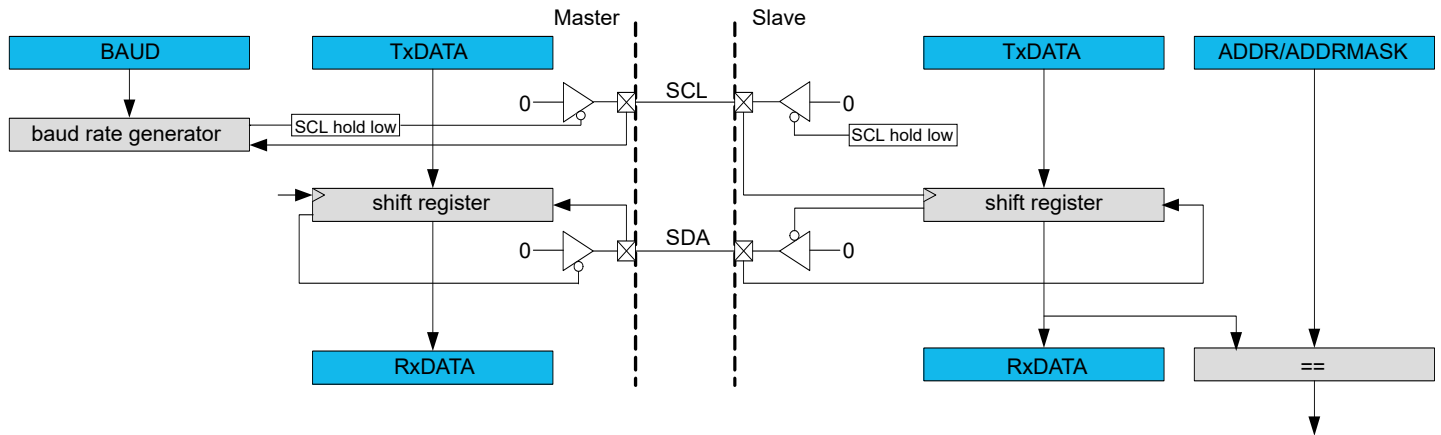 Master
Slave
BAUD
TxDATA
TxDATA
ADDR/ADDRMASK
SCL
0
0
baud rate generator
SCL hold low
SCL hold low
shift register
shift register
SDA
0
0
RxDATA
RxDATA
==